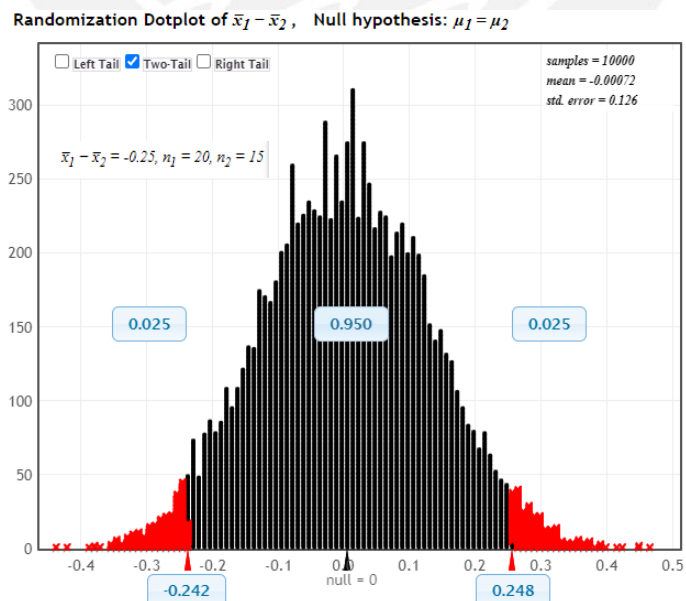 Randomization Dotplot of x̄1 − x̄2 , Null hypothesis: μ1 = μ2
Left Tail Two-Tail Right Tail
samples = 10000
mean = -0.00072
std. error = 0.126
x̄1 − x̄2 = -0.25, n1 = 20, n2 = 15
300
250
200
150
100
50
0
0.025 0.950 0.025
-0.4 -0.3 -0.2 -0.1 0.0 0.1 0.2 0.3 0.4 0.5
null = 0
-0.242 0.248